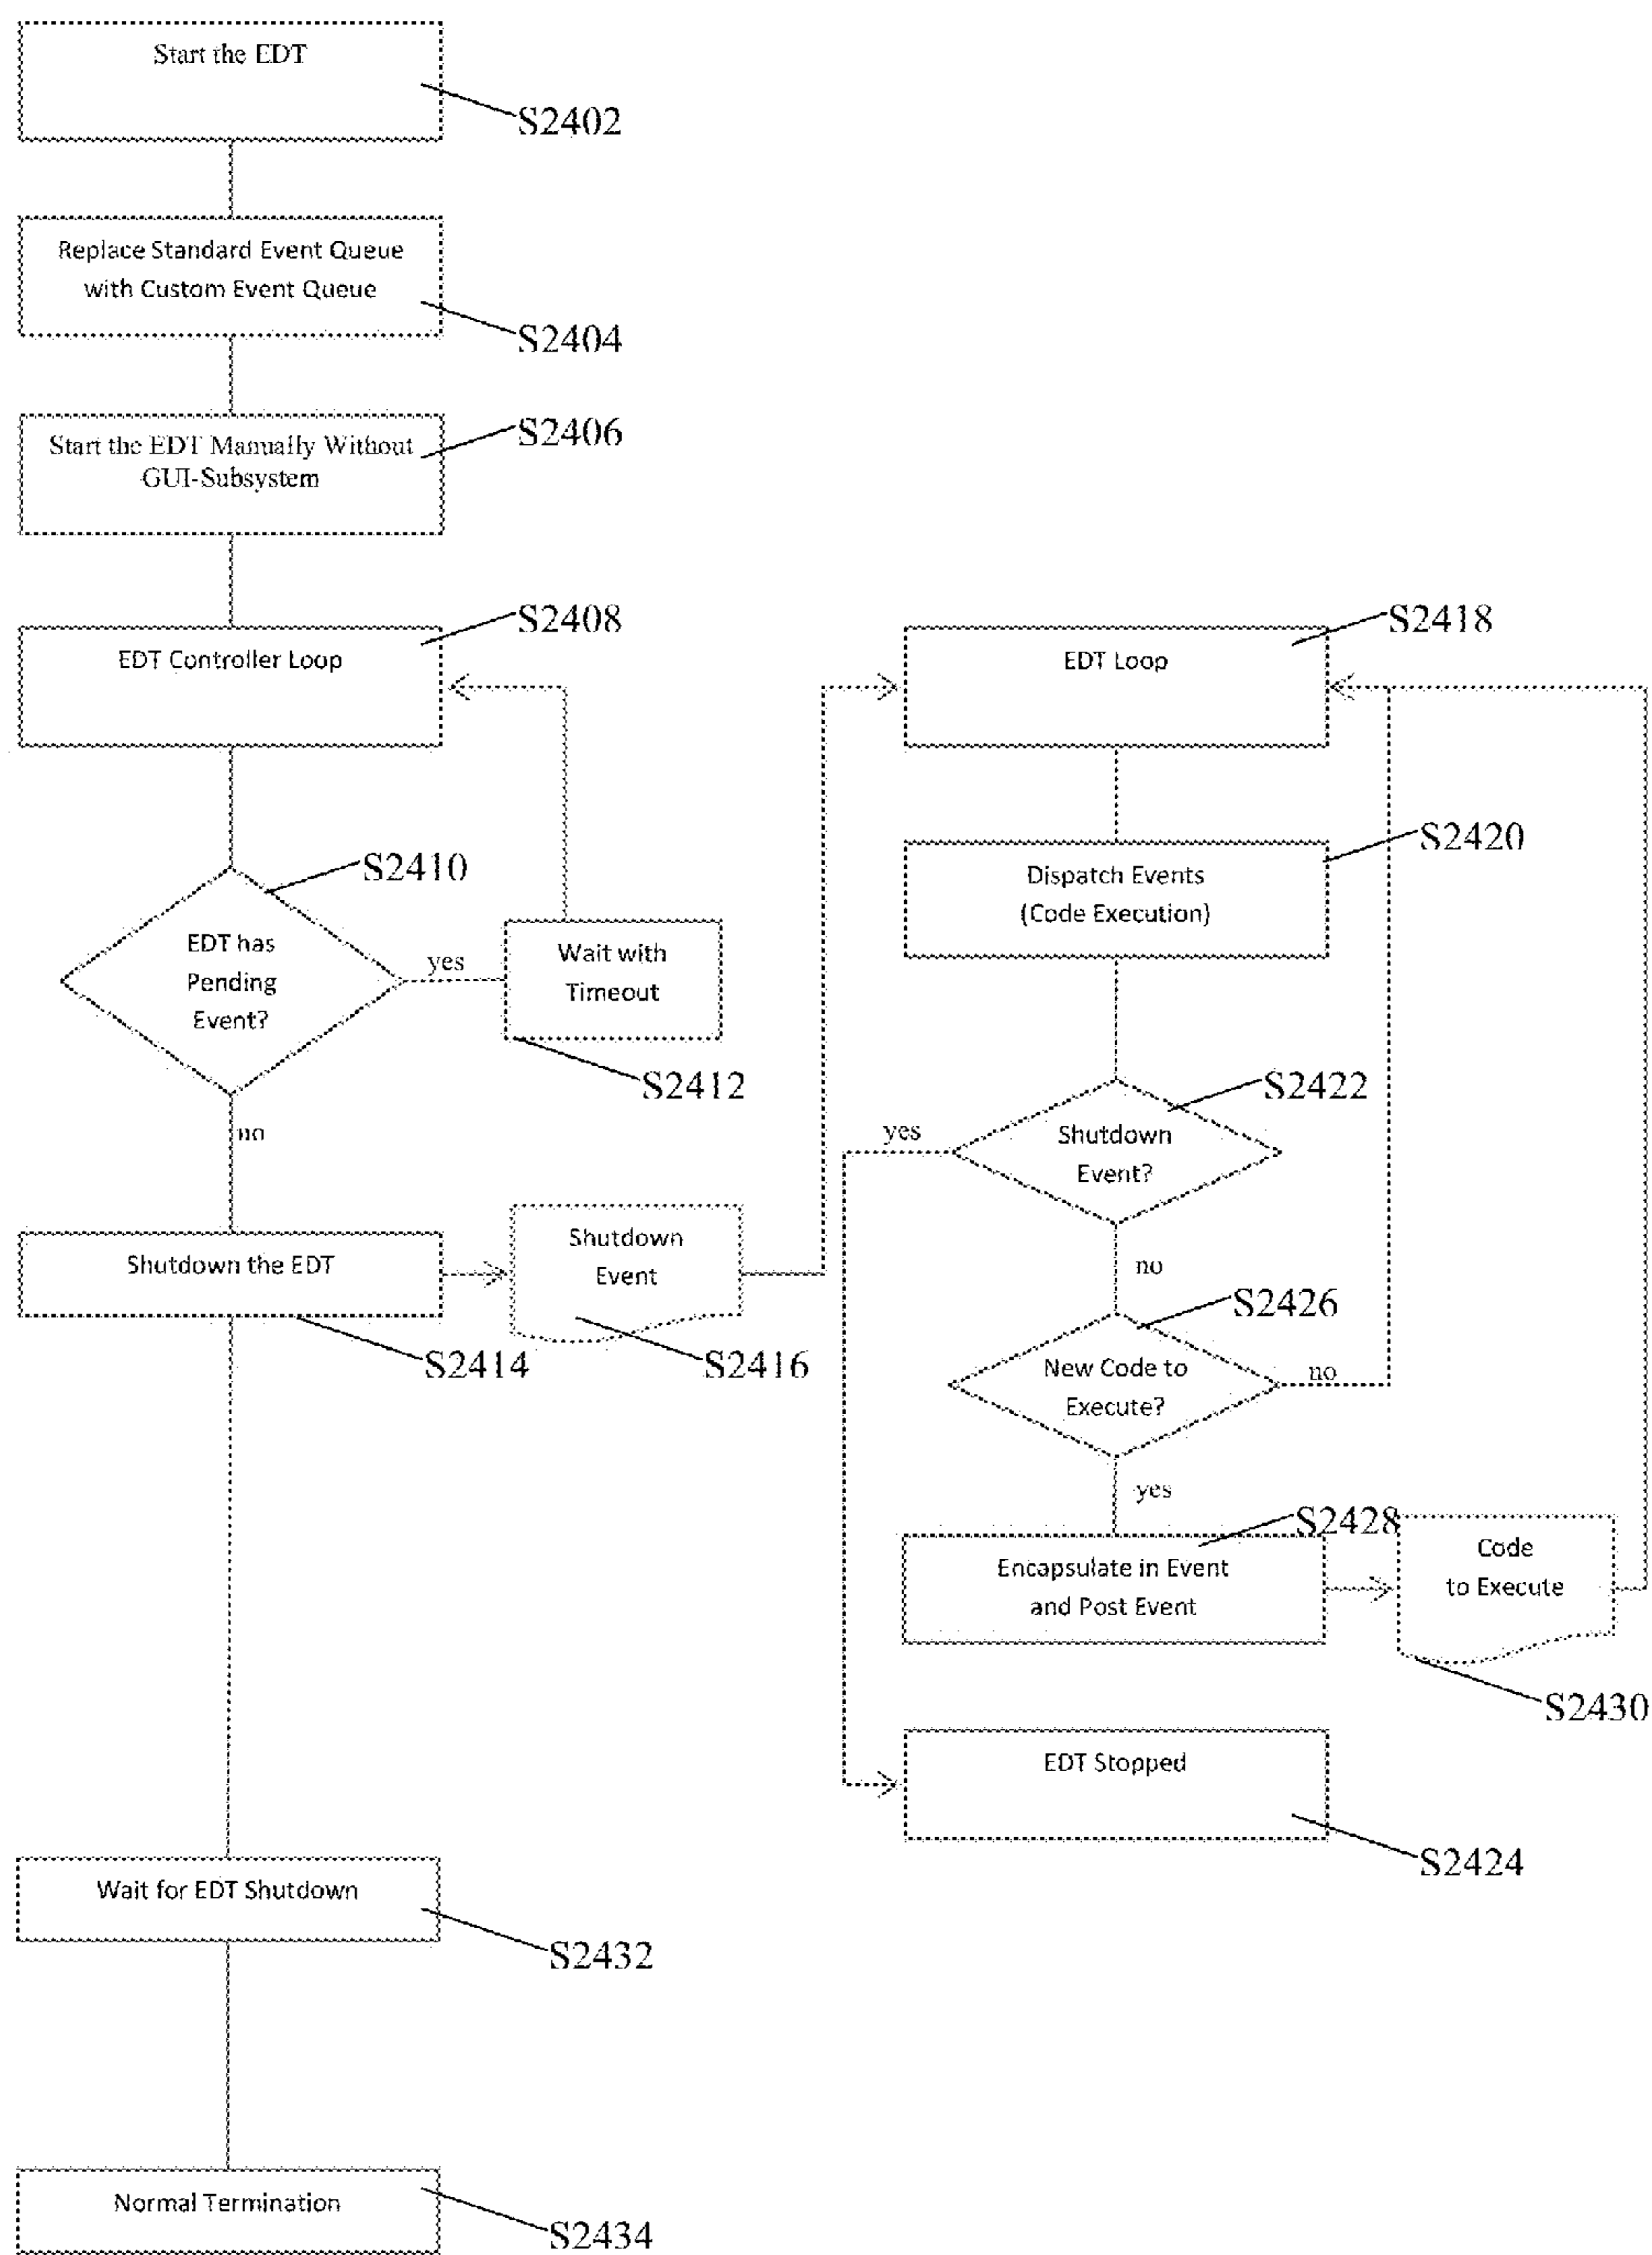 Start the EDT
S2402
Replace Standard Event Queue
with Custom Event Queue
S2404
Start the EDT Manually Without
GUI-Subsystem
S2406
EDT Controller Loop
S2408
EDT has
Pending
Event?
S2410
yes
Wait with
Timeout
S2412
no
Shutdown the EDT
S2414
Shutdown
Event
S2416
EDT Loop
S2418
Dispatch Events
(Code Execution)
S2420
Shutdown
Event?
S2422
yes
no
New Code to
Execute?
S2426
no
yes
Encapsulate in Event
and Post Event
S2428
Code
to Execute
S2430
EDT Stopped
S2424
Wait for EDT Shutdown
S2432
Normal Termination
S2434